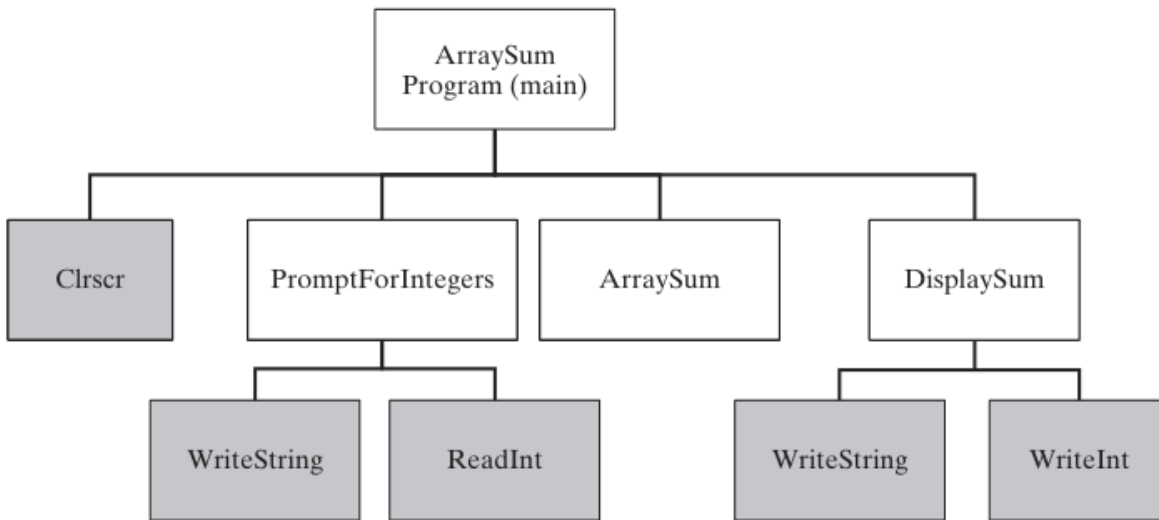 ArraySum
Program (main)
Clrscr
PromptForIntegers
ArraySum
DisplaySum
WriteString
ReadInt
WriteString
WriteInt